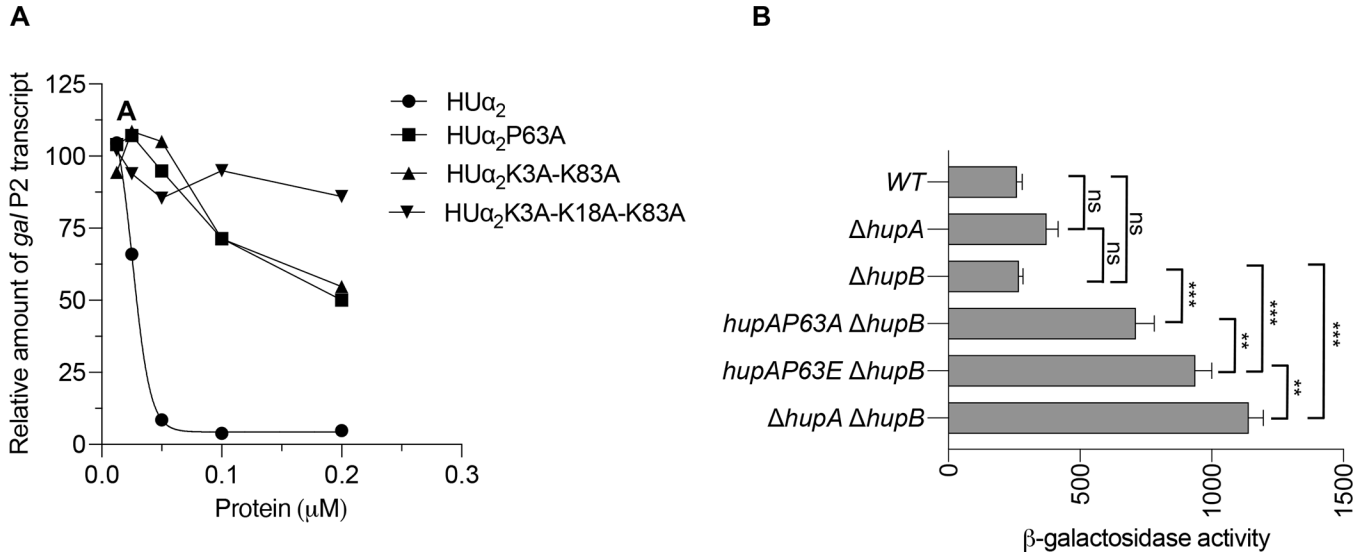 A
B
Relative amount of gal P2 transcript
125
100
75
50
25
0
A
HUα₂
HUα₂P63A
HUα₂K3A-K83A
HUα₂K3A-K18A-K83A
0.0
0.1
0.2
0.3
Protein (μM)
WT
ΔhupA
ΔhupB
hupAP63A ΔhupB
hupAP63E ΔhupB
ΔhupA ΔhupB
ns
ns
ns
***
**
***
**
***
0
500
1000
1500
β-galactosidase activity